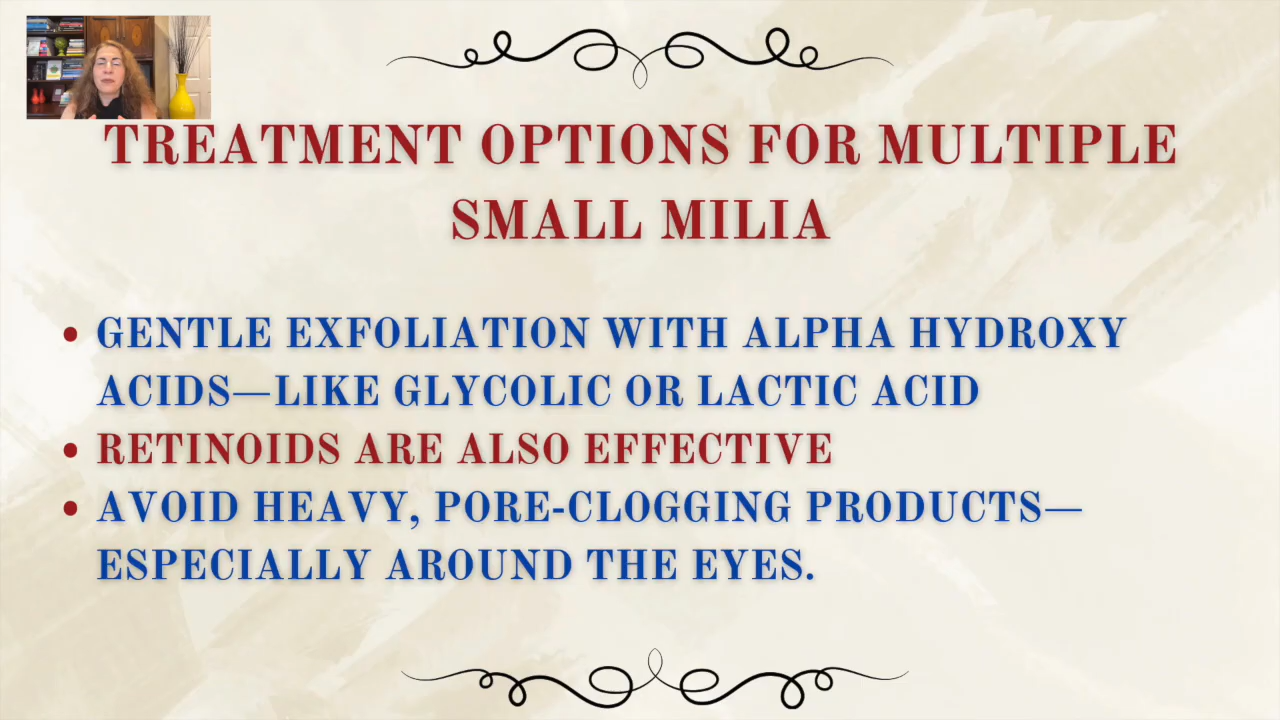 TREATMENT OPTIONS FOR MULTIPLE
SMALL MILIA
• GENTLE EXFOLIATION WITH ALPHA HYDROXY
ACIDS—LIKE GLYCOLIC OR LACTIC ACID
• RETINOIDS ARE ALSO EFFECTIVE
• AVOID HEAVY, PORE-CLOGGING PRODUCTS—
ESPECIALLY AROUND THE EYES.